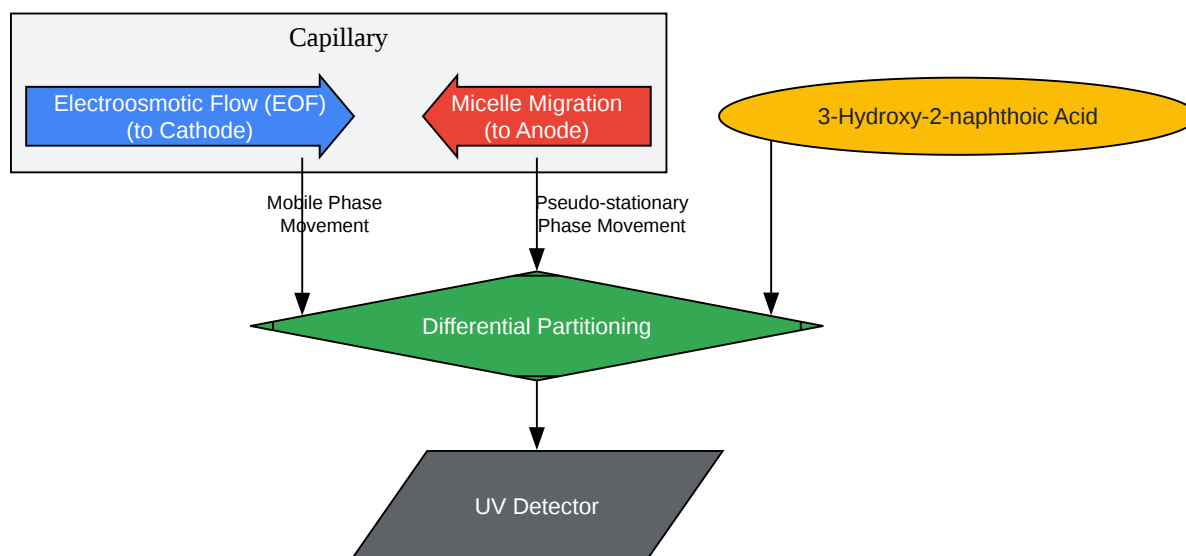 Capillary
Electroosmotic Flow (EOF)
(to Cathode)
Micelle Migration
(to Anode)
3-Hydroxy-2-naphthoic Acid
Mobile Phase
Movement
Pseudo-stationary
Phase Movement
Differential Partitioning
UV Detector